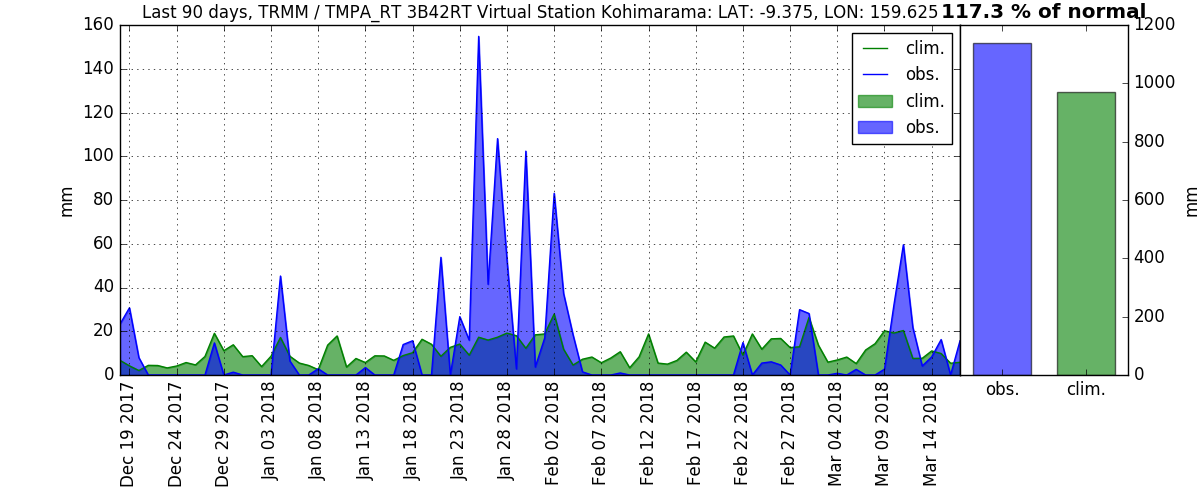 Last 90 days, TRMM / TMPA_RT 3B42RT Virtual Station Kohimarama: LAT: -9.375, LON: 159.625 117.3 % of normal
160
140
120
100
80
60
40
20
0
mm
clim.
obs.
clim.
obs.
Dec 19 2017
Dec 24 2017
Dec 29 2017
Jan 03 2018
Jan 08 2018
Jan 13 2018
Jan 18 2018
Jan 23 2018
Jan 28 2018
Feb 02 2018
Feb 07 2018
Feb 12 2018
Feb 17 2018
Feb 22 2018
Feb 27 2018
Mar 04 2018
Mar 09 2018
Mar 14 2018
1200
1000
800
600
400
200
0
mm
obs.
clim.